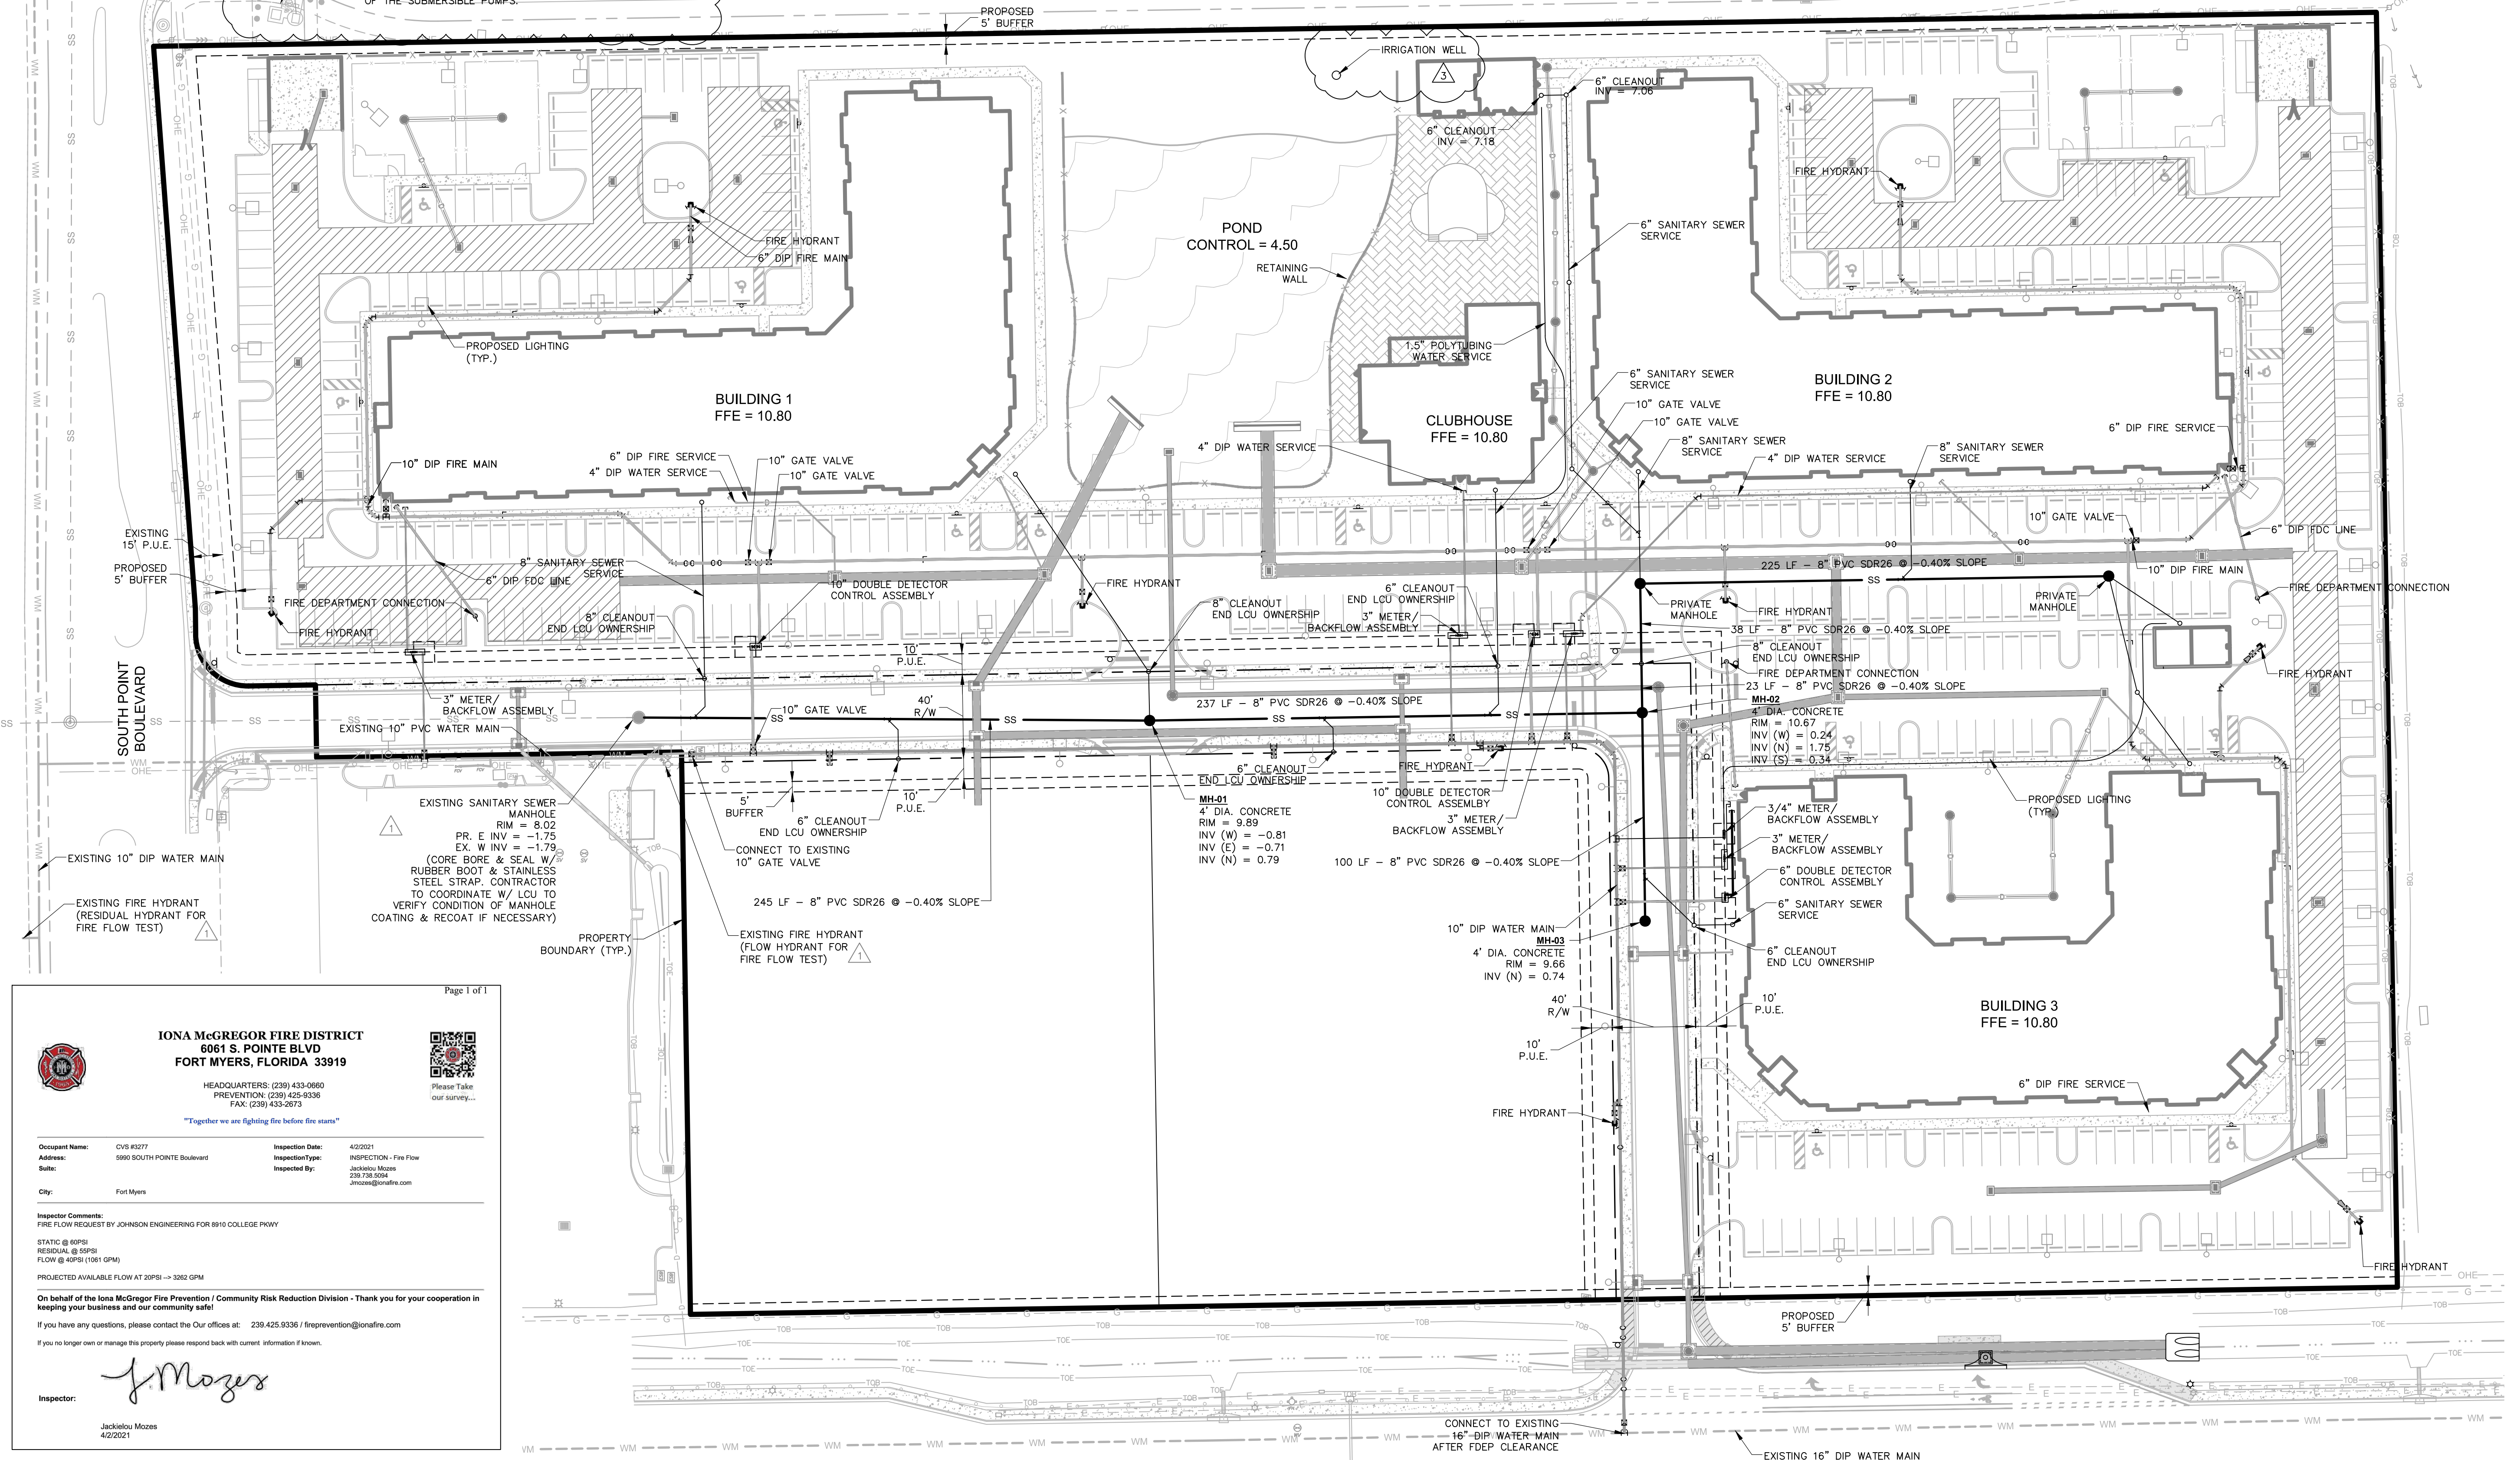 OF THE SUBMERSIBLE PUMPS.
PROPOSED
5' BUFFER
IRRIGATION WELL
3
6" CLEANOUT
INV = 7.06
6" CLEANOUT
INV = 7.18
FIRE HYDRANT
6" DIP FIRE MAIN
POND
CONTROL = 4.50
RETAINING
WALL
6" SANITARY SEWER
SERVICE
FIRE HYDRANT
PROPOSED LIGHTING
(TYP.)
1.5" POLYTUBING
WATER SERVICE
BUILDING 1
FFE = 10.80
CLUBHOUSE
FFE = 10.80
BUILDING 2
FFE = 10.80
6" SANITARY SEWER
SERVICE
10" GATE VALVE
10" GATE VALVE
8" SANITARY SEWER
SERVICE
4" DIP WATER SERVICE
4" DIP WATER SERVICE
8" SANITARY SEWER
SERVICE
6" DIP FIRE SERVICE
10" DIP FIRE MAIN
6" DIP FIRE SERVICE
4" DIP WATER SERVICE
10" GATE VALVE
10" GATE VALVE
EXISTING
15' P.U.E.
PROPOSED
5' BUFFER
8" SANITARY SEWER
SERVICE
6" DIP FDC LINE
FIRE DEPARTMENT CONNECTION
FIRE HYDRANT
8" CLEANOUT
END LCU OWNERSHIP
10" DOUBLE DETECTOR
CONTROL ASSEMBLY
FIRE HYDRANT
8" CLEANOUT
END LCU OWNERSHIP
6" CLEANOUT
END LCU OWNERSHIP
3" METER/
BACKFLOW ASSEMBLY
10" GATE VALVE
6" DIP FDC LINE
225 LF - 8" PVC SDR26 @ -0.40% SLOPE
SS
10" DIP FIRE MAIN
FIRE DEPARTMENT CONNECTION
PRIVATE
MANHOLE
FIRE HYDRANT
PRIVATE
MANHOLE
38 LF - 8" PVC SDR26 @ -0.40% SLOPE
8" CLEANOUT
END LCU OWNERSHIP
FIRE DEPARTMENT CONNECTION
23 LF - 8" PVC SDR26 @ -0.40% SLOPE
FIRE HYDRANT
MH-02
4' DIA. CONCRETE
RIM = 10.67
INV (W) = 0.24
INV (N) = 1.75
INV (S) = 0.34
10'
P.U.E.
SOUTH POINT
BOULEVARD
3" METER/
BACKFLOW ASSEMBLY
EXISTING 10" PVC WATER MAIN
10" GATE VALVE
40'
R/W
237 LF - 8" PVC SDR26 @ -0.40% SLOPE
SS
SS
SS
SS
EXISTING SANITARY SEWER
MANHOLE
RIM = 8.02
PR. E INV = -1.75
EX. W INV = -1.79
(CORE BORE & SEAL W/
RUBBER BOOT & STAINLESS
STEEL STRAP. CONTRACTOR
TO COORDINATE W/ LCU TO
VERIFY CONDITION OF MANHOLE
COATING & RECOAT IF NECESSARY)
1
5'
BUFFER
6" CLEANOUT
END LCU OWNERSHIP
10'
P.U.E.
CONNECT TO EXISTING
10" GATE VALVE
6" CLEANOUT
END LCU OWNERSHIP
MH-01
4' DIA. CONCRETE
RIM = 9.89
INV (W) = -0.81
INV (E) = -0.71
INV (N) = 0.79
FIRE HYDRANT
10" DOUBLE DETECTOR
CONTROL ASSEMLBY
3" METER/
BACKFLOW ASSEMBLY
100 LF - 8" PVC SDR26 @ -0.40% SLOPE
PROPOSED LIGHTING
(TYP.)
3/4" METER/
BACKFLOW ASSEMBLY
3" METER/
BACKFLOW ASSEMBLY
6" DOUBLE DETECTOR
CONTROL ASSEMBLY
6" SANITARY SEWER
SERVICE
6" CLEANOUT
END LCU OWNERSHIP
EXISTING 10" DIP WATER MAIN
EXISTING FIRE HYDRANT
(RESIDUAL HYDRANT FOR
FIRE FLOW TEST)
1
245 LF - 8" PVC SDR26 @ -0.40% SLOPE
PROPERTY
BOUNDARY (TYP.)
EXISTING FIRE HYDRANT
(FLOW HYDRANT FOR
FIRE FLOW TEST)
1
10" DIP WATER MAIN
MH-03
4' DIA. CONCRETE
RIM = 9.66
INV (N) = 0.74
40'
R/W
10'
P.U.E.
10'
P.U.E.
BUILDING 3
FFE = 10.80
6" DIP FIRE SERVICE
FIRE HYDRANT
FIRE HYDRANT
PROPOSED
5' BUFFER
CONNECT TO EXISTING
16" DIP WATER MAIN
AFTER FDEP CLEARANCE
EXISTING 16" DIP WATER MAIN
Page 1 of 1
IONA McGREGOR FIRE DISTRICT
6061 S. POINTE BLVD
FORT MYERS, FLORIDA 33919
HEADQUARTERS: (239) 433-0660
PREVENTION: (239) 425-9336
FAX: (239) 433-2673
Please Take
our survey...
"Together we are fighting fire before fire starts"
Occupant Name: CVS #3277 Inspection Date: 4/2/2021
Address: 5990 SOUTH POINTE Boulevard InspectionType: INSPECTION - Fire Flow
Suite: Inspected By: Jackielou Mozes
239.738.5094
Jmozes@ionafire.com
City: Fort Myers
Inspector Comments:
FIRE FLOW REQUEST BY JOHNSON ENGINEERING FOR 8910 COLLEGE PKWY
STATIC @ 60PSI
RESIDUAL @ 55PSI
FLOW @ 40PSI (1061 GPM)
PROJECTED AVAILABLE FLOW AT 20PSI --> 3262 GPM
On behalf of the Iona McGregor Fire Prevention / Community Risk Reduction Division - Thank you for your cooperation in
keeping your business and our community safe!
If you have any questions, please contact the Our offices at: 239.425.9336 / fireprevention@ionafire.com
If you no longer own or manage this property please respond back with current information if known.
J. Mozes
Inspector:
Jackielou Mozes
4/2/2021